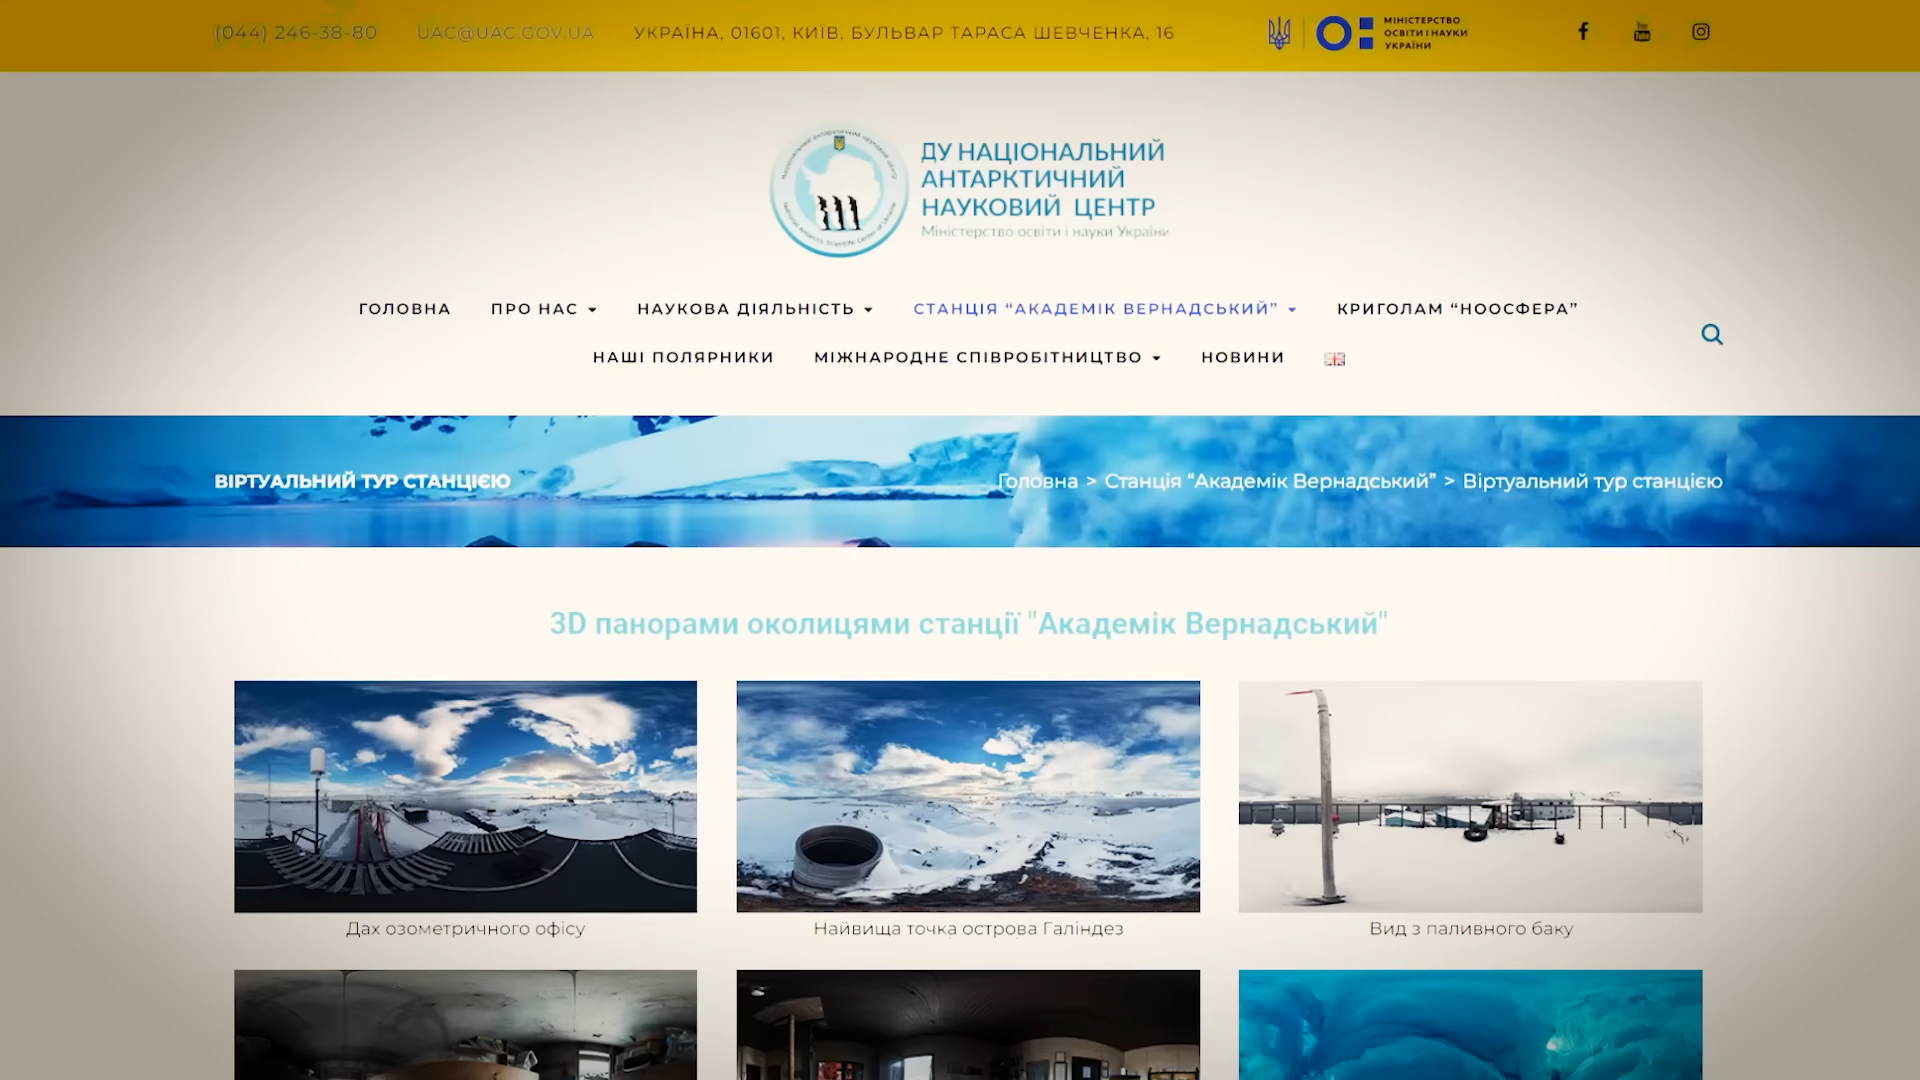 (044) 246-38-80 UAC@UAC.GOV.UA УКРАЇНА, 01601, КИЇВ, БУЛЬВАР ТАРАСА ШЕВЧЕНКА, 16
МІНІСТЕРСТВО
ОСВІТИ І НАУКИ
УКРАЇНИ
You
Tube
ДУ НАЦІОНАЛЬНИЙ
АНТАРКТИЧНИЙ
НАУКОВИЙ ЦЕНТР
Міністерство освіти і науки України
ГОЛОВНА ПРО НАС НАУКОВА ДІЯЛЬНІСТЬ СТАНЦІЯ “АКАДЕМІК ВЕРНАДСЬКИЙ” КРИГОЛАМ “НООСФЕРА”
НАШІ ПОЛЯРНИКИ МІЖНАРОДНЕ СПІВРОБІТНИЦТВО НОВИНИ
ВІРТУАЛЬНИЙ ТУР СТАНЦІЄЮ
Головна > Станція “Академік Вернадський” > Віртуальний тур станцією
3D панорами околицями станції "Академік Вернадський"
Дах озометричного офісу
Найвища точка острова Галіндез
Вид з паливного баку